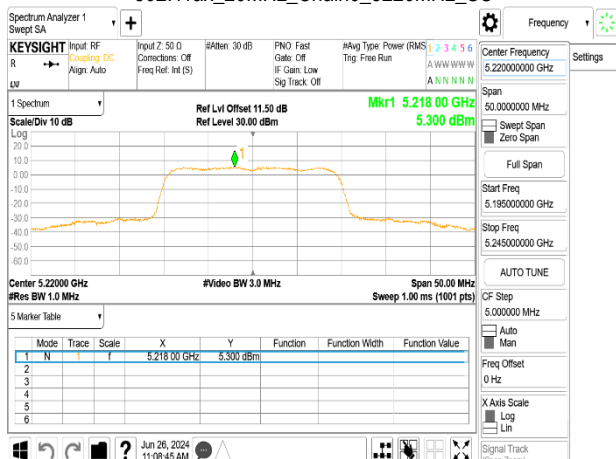 Spectrum Analyzer 1
Swept SA
+
Frequency
Settings
KEYSIGHT
R
Input: RF
Coupling: DC
Align: Auto
Input Z: 50 Ω
Corrections: Off
Freq Ref: Int (S)
#Atten: 30 dB
PNO: Fast
Gate: Off
IF Gain: Low
Sig Track: Off
#Avg Type: Power (RMS
Trig: Free Run
1 2 3 4 5 6
A W W W W W
A N N N N N
Center Frequency
5.220000000 GHz
Span
50.0000000 MHz
Swept Span
Zero Span
Full Span
Start Freq
5.195000000 GHz
Stop Freq
5.245000000 GHz
AUTO TUNE
CF Step
5.000000 MHz
Auto
Man
Freq Offset
0 Hz
X Axis Scale
Log
Lin
Signal Track
1 Spectrum
Scale/Div 10 dB
Ref Lvl Offset 11.50 dB
Ref Level 30.00 dBm
Mkr1 5.218 00 GHz
5.300 dBm
Log
20.0
10.0
0.00
-10.0
-20.0
-30.0
-40.0
-50.0
-60.0
1
Center 5.22000 GHz
#Res BW 1.0 MHz
#Video BW 3.0 MHz
Span 50.00 MHz
Sweep 1.00 ms (1001 pts)
5 Marker Table
Mode Trace Scale X Y Function Function Width Function Value
1 N 1 f 5.218 00 GHz 5.300 dBm
2
3
4
5
6
?
Jun 26, 2024
11:08:45 AM